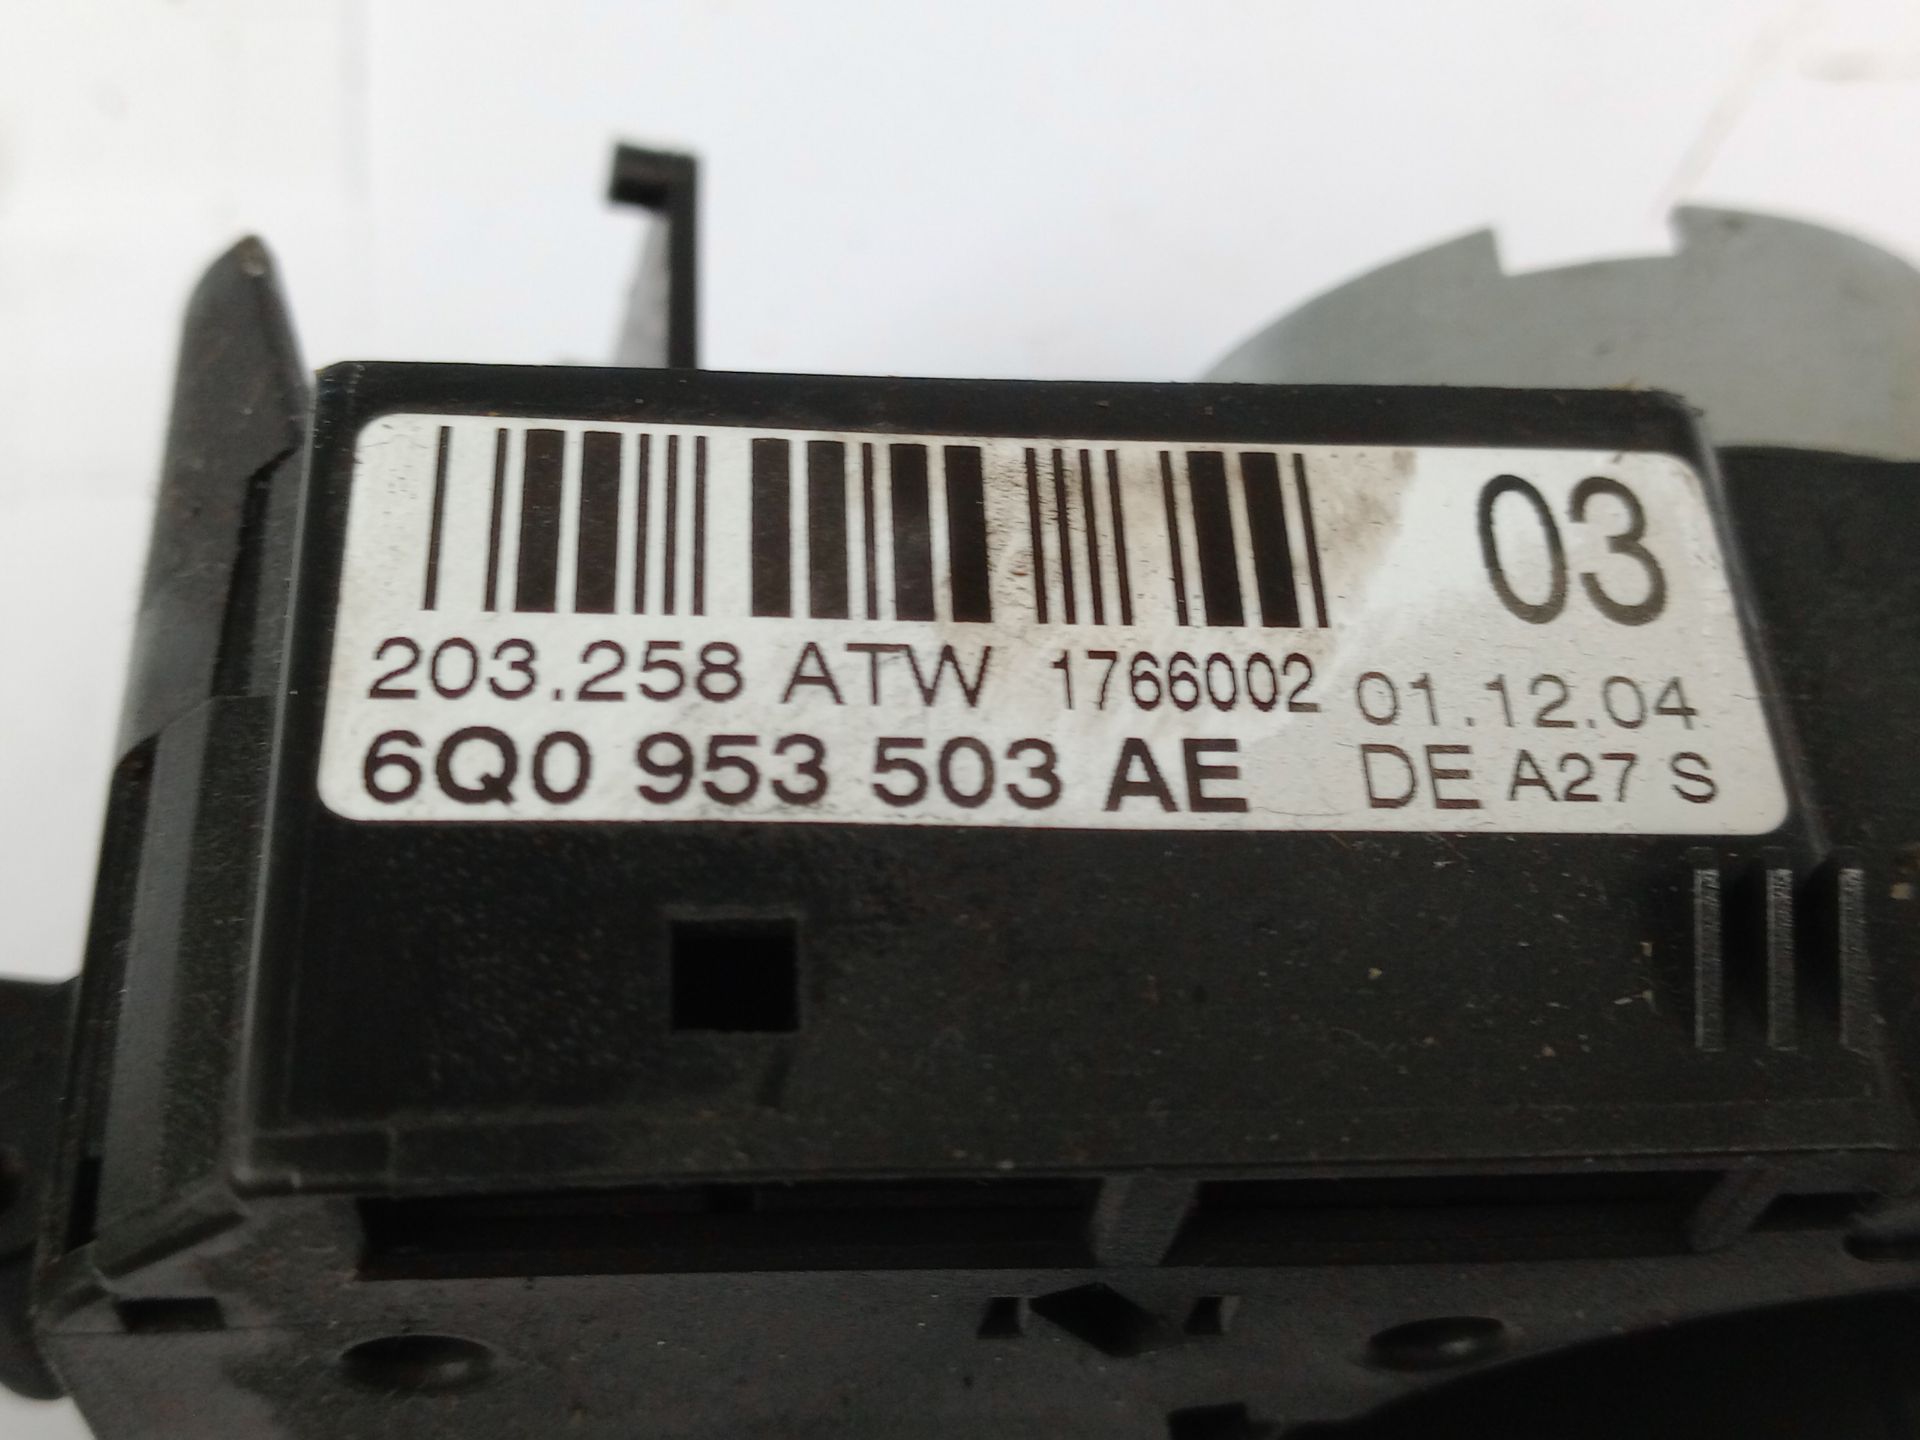 03
203.258 ATW 1766002 01.12.04
6Q0 953 503 AE DE A27 S